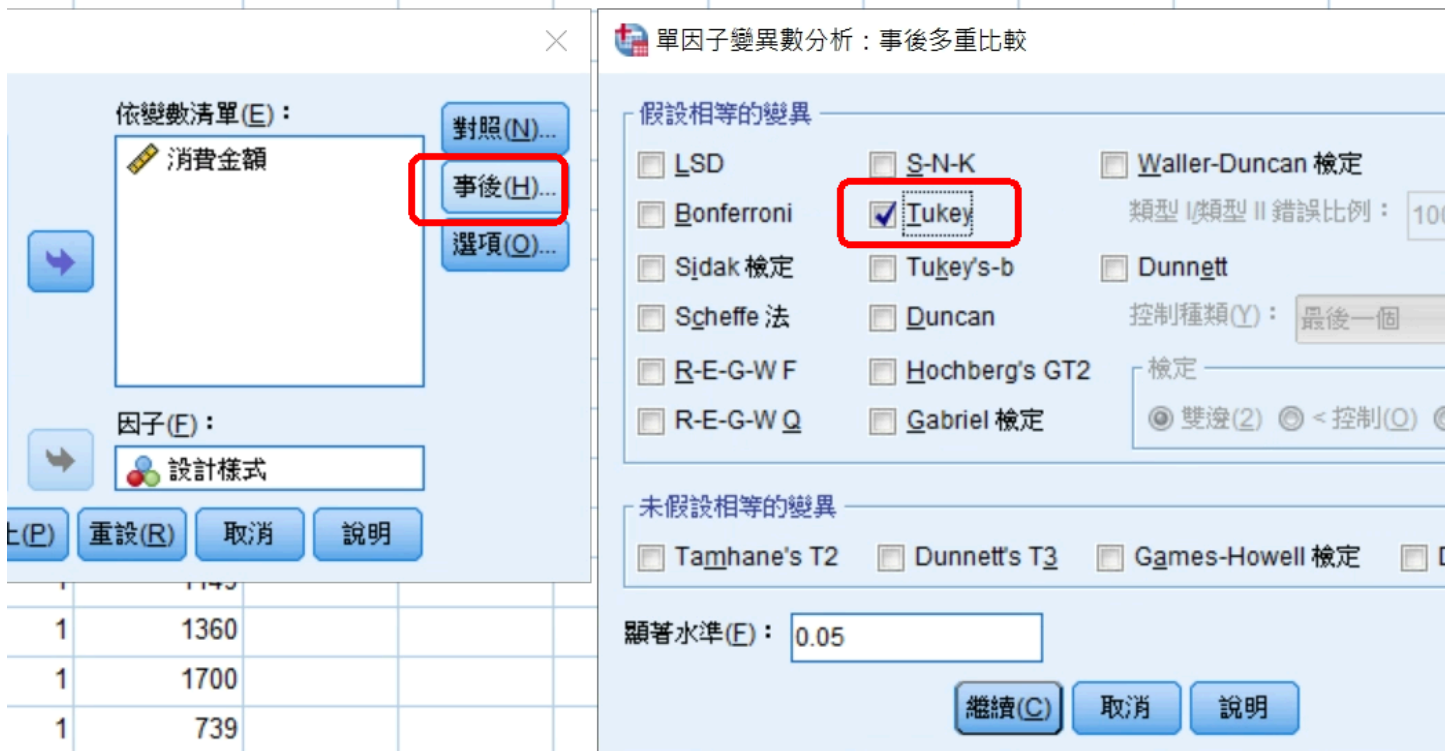 依變數清單(E)：
消費金額
對照(N)...
事後(H)...
選項(O)...
因子(F)：
設計樣式
(P)
重設(R)
取消
說明
1 1360
1 1700
1 739
單因子變異數分析：事後多重比較
假設相等的變異
LSD S-N-K Waller-Duncan 檢定
Bonferroni Tukey 類型 I/類型 II 錯誤比例： 100
Sidak 檢定 Tukey's-b Dunnett
Scheffe 法 Duncan 控制種類(Y)： 最後一個
R-E-G-W F Hochberg's GT2 檢定
R-E-G-W Q Gabriel 檢定 雙邊(2) < 控制(O)
未假設相等的變異
Tamhane's T2 Dunnett's T3 Games-Howell 檢定
顯著水準(F)： 0.05
繼續(C) 取消 說明